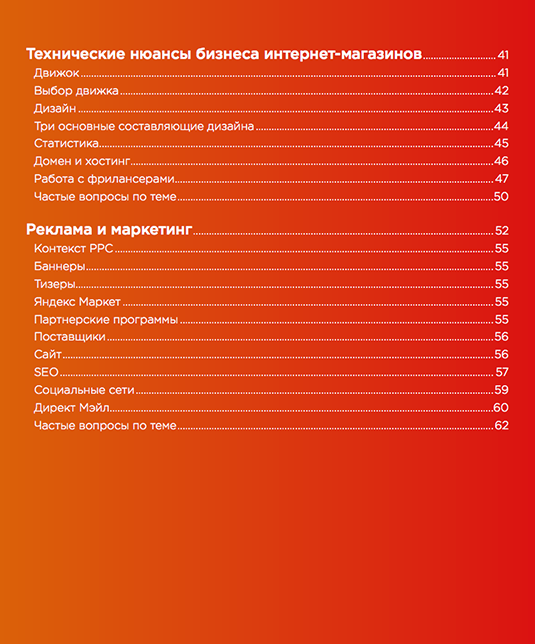 Технические нюансы бизнеса интернет-магазинов 41
Движок 41
Выбор движка 42
Дизайн 43
Три основные составляющие дизайна 44
Статистика 45
Домен и хостинг 46
Работа с фрилансерами 47
Частые вопросы по теме 50
Реклама и маркетинг 52
Контекст PPC 55
Баннеры 55
Тизеры 55
Яндекс Маркет 55
Партнерские программы 55
Поставщики 56
Сайт 56
SEO 57
Социальные сети 59
Директ Мэйл 60
Частые вопросы по теме 62